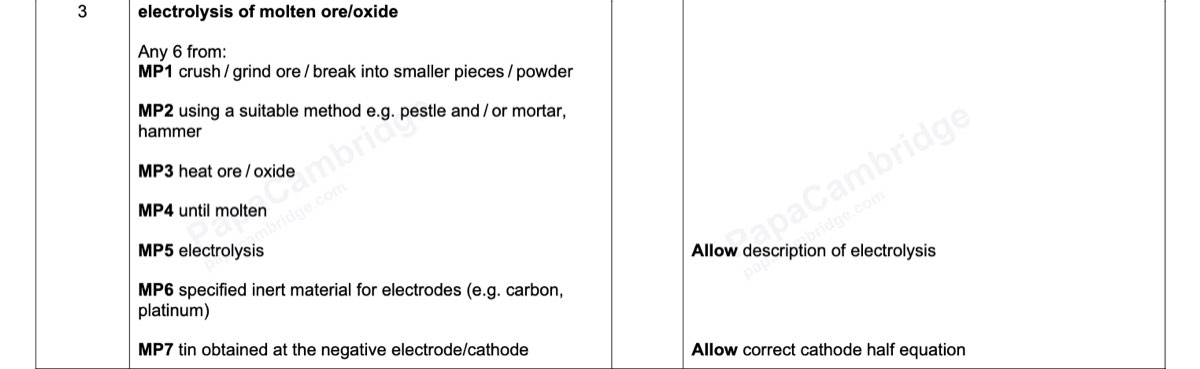 3 electrolysis of molten ore/oxide
Any 6 from:
MP1 crush / grind ore / break into smaller pieces / powder
MP2 using a suitable method e.g. pestle and / or mortar,
hammer
MP3 heat ore / oxide
MP4 until molten
MP5 electrolysis Allow description of electrolysis
MP6 specified inert material for electrodes (e.g. carbon,
platinum)
MP7 tin obtained at the negative electrode/cathode Allow correct cathode half equation
PapaCambridge
PapaCambridge